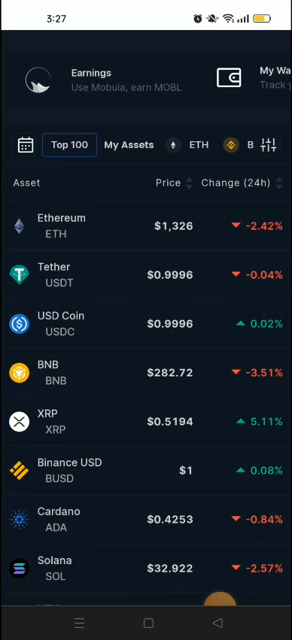 3:27
Earnings
Use Mobula, earn MOBL
My Wa
Track y
Top 100 My Assets ETH B
Asset Price Change (24h)
Ethereum
ETH
$1,326 -2.42%
Tether
USDT
$0.9996 -0.04%
USD Coin
USDC
$0.9996 0.02%
BNB
BNB
$282.72 -3.51%
XRP
XRP
$0.5194 5.11%
Binance USD
BUSD
$1 0.08%
Cardano
ADA
$0.4253 -0.84%
Solana
SOL
$32.922 -2.57%